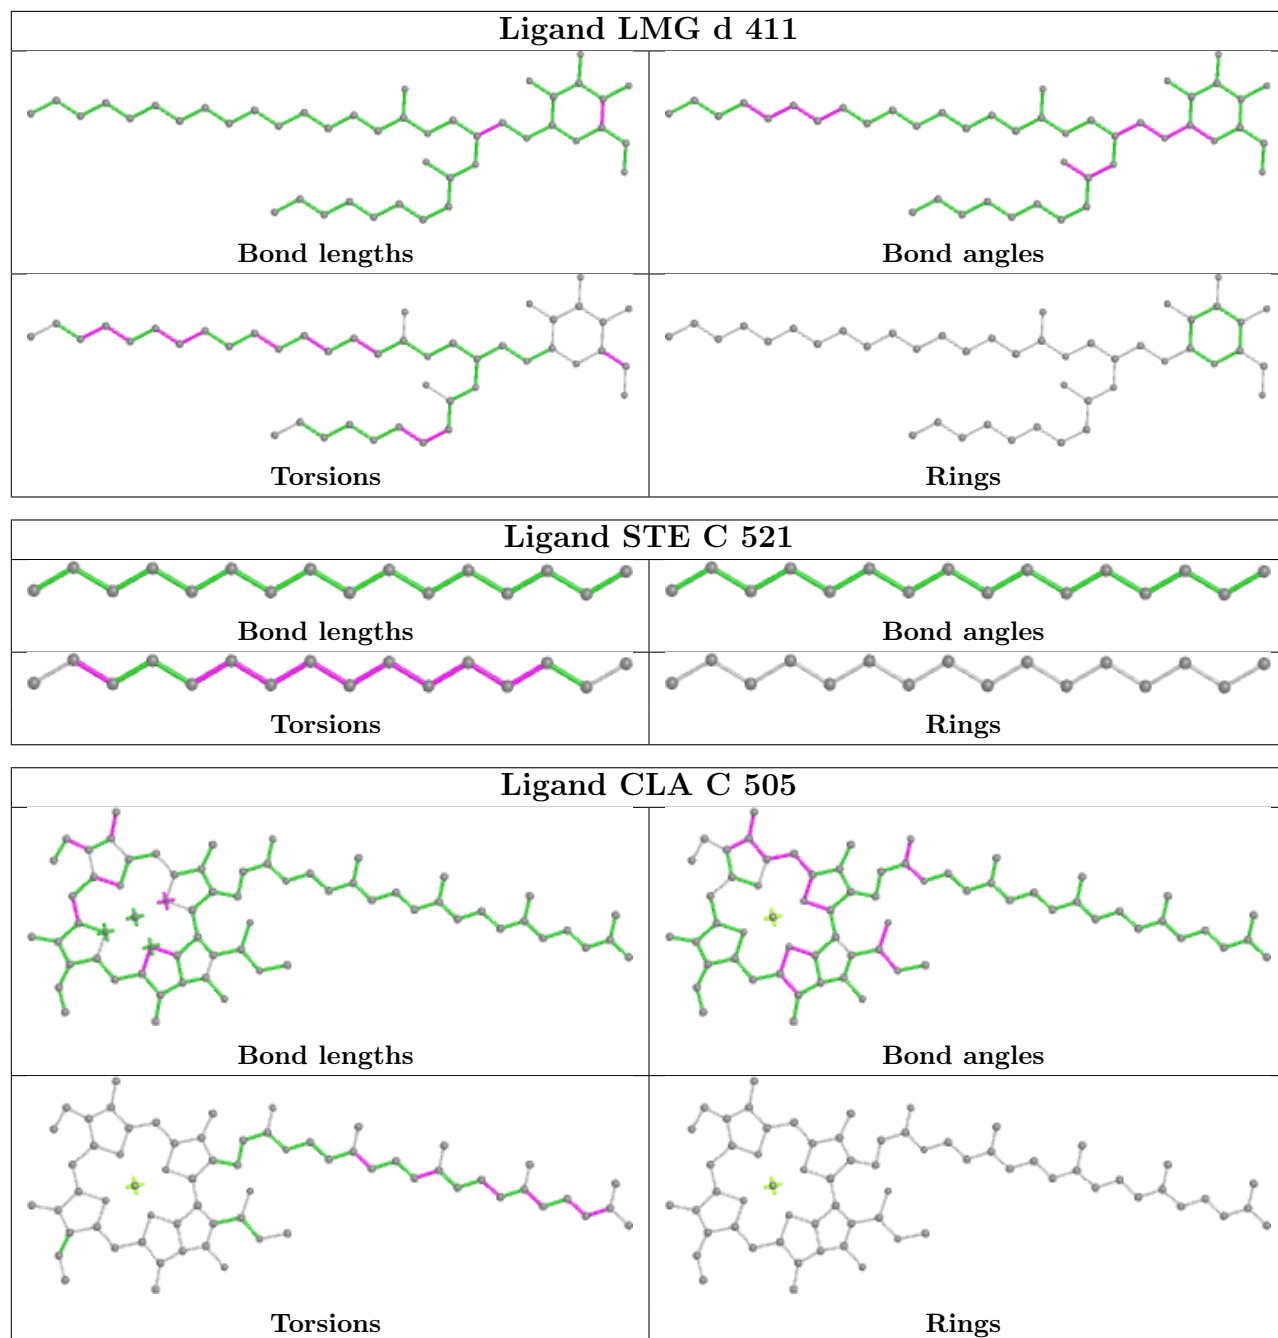 Ligand LMG d 411
Bond lengths
Bond angles
Torsions
Rings
Ligand STE C 521
Bond lengths
Bond angles
Torsions
Rings
Ligand CLA C 505
Bond lengths
Bond angles
Torsions
Rings